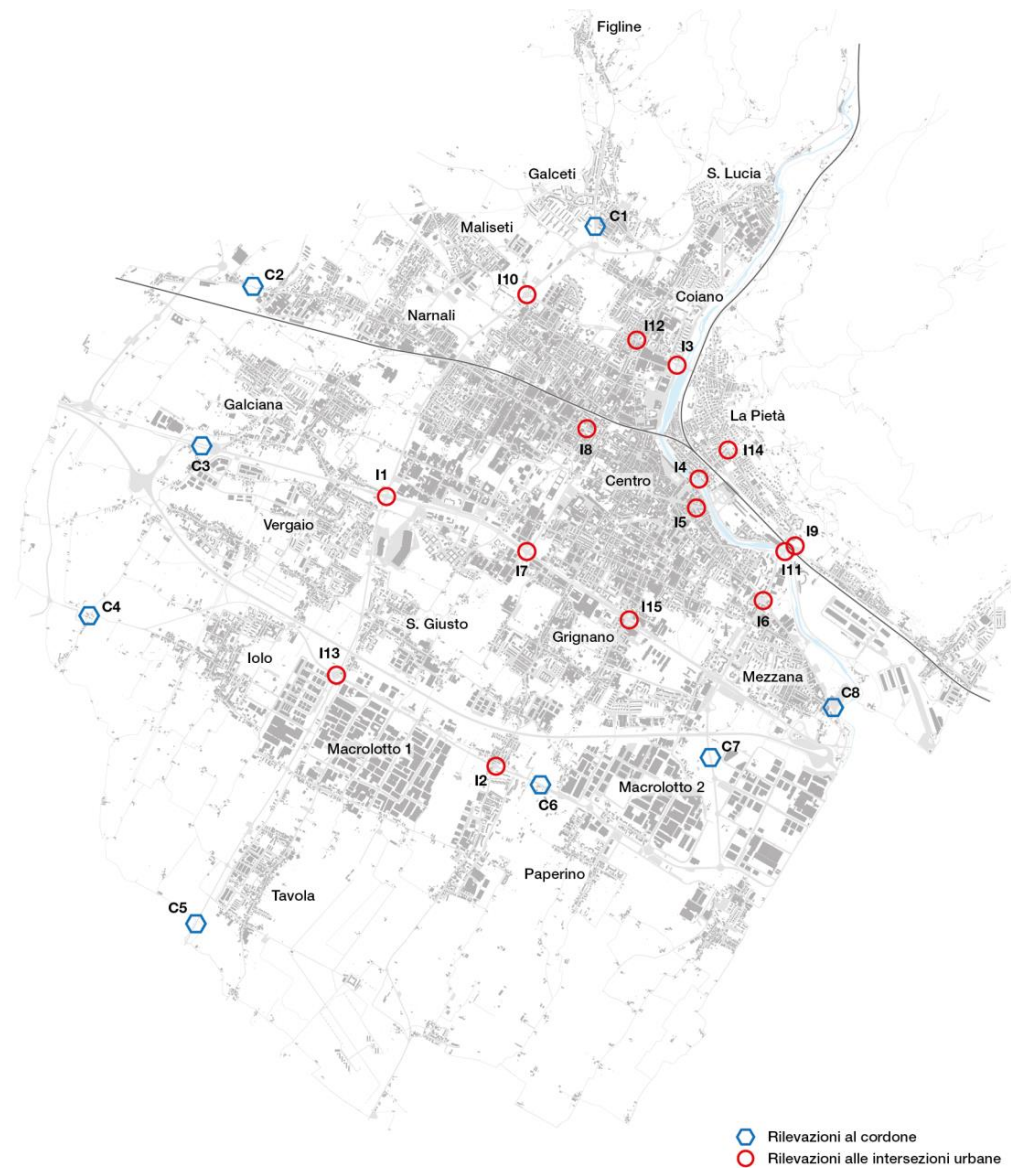 Figline
Galceti
S. Lucia
C1
Maliseti
C2
I10
Coiano
Narnali
I12
I3
Galciana
La Pietà
I8
I14
C3
I4
Centro
I1
I5
Vergaio
I9
I7
I11
C4
I15
I6
S. Giusto
Grignano
I13
Iolo
Mezzana
C8
Macrolotto 1
C7
I2
C6
Macrolotto 2
Paperino
Tavola
C5
Rilevazioni al cordone
Rilevazioni alle intersezioni urbane